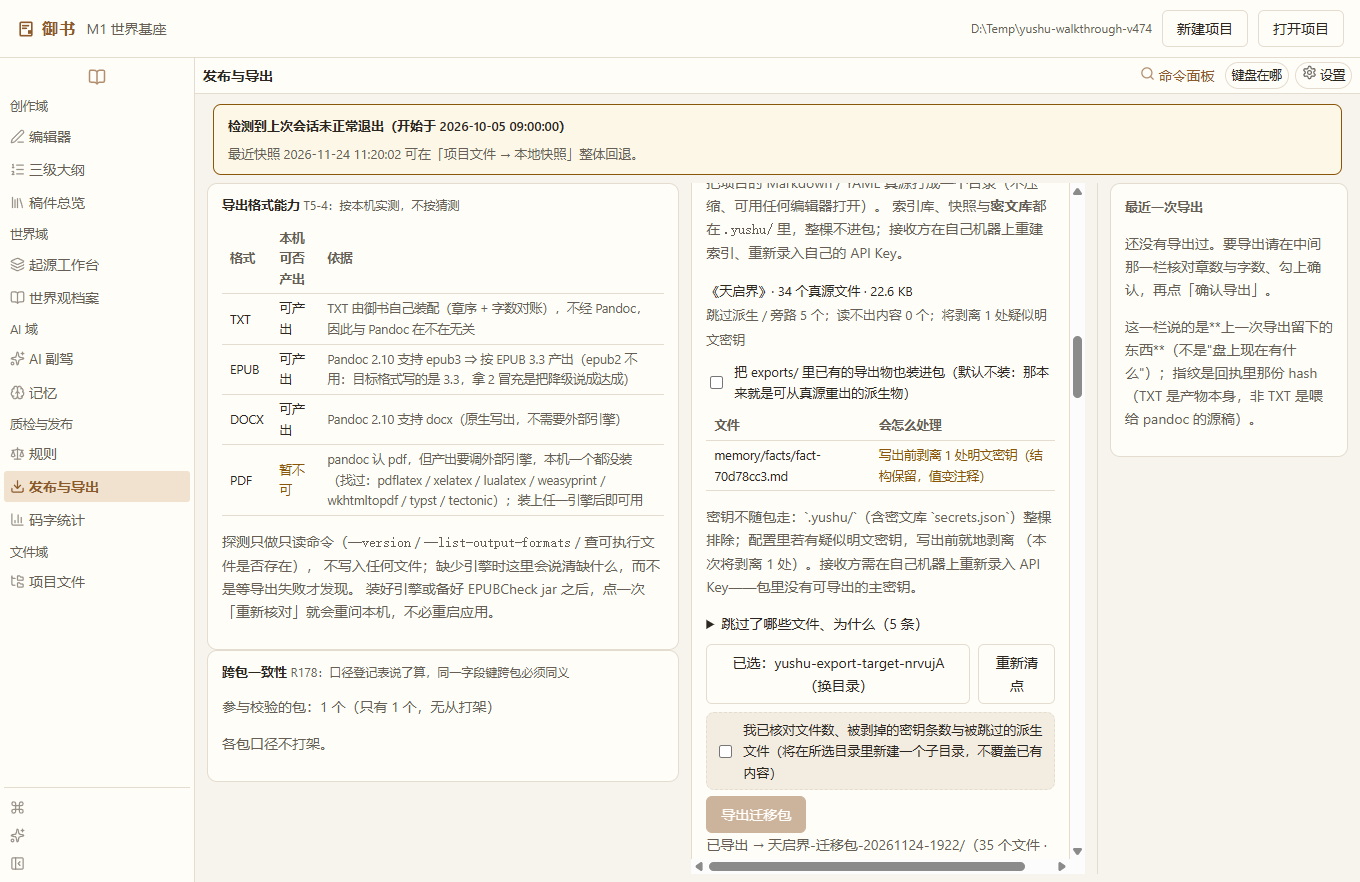 御书 M1 世界基座
D:\Temp\yushu-walkthrough-v474 新建项目 打开项目
创作域
编辑器
三级大纲
稿件总览
世界域
起源工作台
世界观档案
AI 域
AI 副驾
记忆
质检与发布
规则
发布与导出
码字统计
文件域
项目文件
发布与导出
命令面板 键盘在哪 设置
检测到上次会话未正常退出（开始于 2026-10-05 09:00:00）
最近快照 2026-11-24 11:20:02 可在「项目文件 → 本地快照」整体回退。
导出格式能力 T5-4：按本机实测，不按猜测
格式 本机可否产出 依据
TXT 可产出 TXT 由御书自己装配（章序 + 字数对账），不经 Pandoc，
因此与 Pandoc 在不在无关
EPUB 可产出 Pandoc 2.10 支持 epub3 ⇒ 按 EPUB 3.3 产出（epub2 不
用：目标格式写的是 3.3，拿 2 冒充是把降级说成达成）
DOCX 可产出 Pandoc 2.10 支持 docx（原生写出，不需要外部引擎）
PDF 暂不可 pandoc 认 pdf，但产出要调外部引擎，本机一个都没装
（找过：pdflatex / xelatex / lualatex / weasyprint /
wkhtmltopdf / typst / tectonic）；装上任一引擎后即可用
探测只做只读命令（—version / —list-output-formats / 查可执行文
件是否存在），不写入任何文件；缺少引擎时这里会说清缺什么，而不
是等导出失败才发现。 装好引擎或备好 EPUBCheck jar 之后，点一次
「重新核对」就会重问本机，不必重启应用。
跨包一致性 R178：口径登记表说了算，同一字段键跨包必须同义
参与校验的包：1 个（只有 1 个，无从打架）
各包口径不打架。
把项目的 Markdown / YAML 真源打成一个目录（不压
缩、可用任何编辑器打开）。 索引库、快照与密文库都
在 .yushu/ 里，整棵不进包；接收方在自己机器上重建
索引、重新录入自己的 API Key。
《天启界》· 34 个真源文件 · 22.6 KB
跳过派生 / 旁路 5 个；读不出内容 0 个；将剥离 1 处疑似明
文密钥
把 exports/ 里已有的导出物也装进包（默认不装：那本
来就是可从真源重出的派生物）
文件 会怎么处理
memory/facts/fact- 写出前剥离 1 处明文密钥（结
70d78cc3.md 构保留，值变注释）
密钥不随包走：`.yushu/`（含密文库 `secrets.json`）整棵
排除；配置里若有疑似明文密钥，写出前就地剥离 （本
次将剥离 1 处）。接收方需在自己机器上重新录入 API
Key——包里没有可导出的主密钥。
▶ 跳过了哪些文件、为什么（5 条）
已选：yushu-export-target-nrvujA
（换目录）
重新清
点
我已核对文件数、被剥掉的密钥条数与被跳过的派生
文件（将在所选目录里新建一个子目录，不覆盖已有
内容）
导出迁移包
已导出 → 天启界-迁移包-20261124-1922/（35 个文件 ·
最近一次导出
还没有导出过。要导出请在中间
那一栏核对章数与字数、勾上确
认，再点「确认导出」。
这一栏说的是**上一次导出留下的
东西**（不是"盘上现在有什
么"）；指纹是回执里那份 hash
（TXT 是产物本身，非 TXT 是喂
给 pandoc 的源稿）。